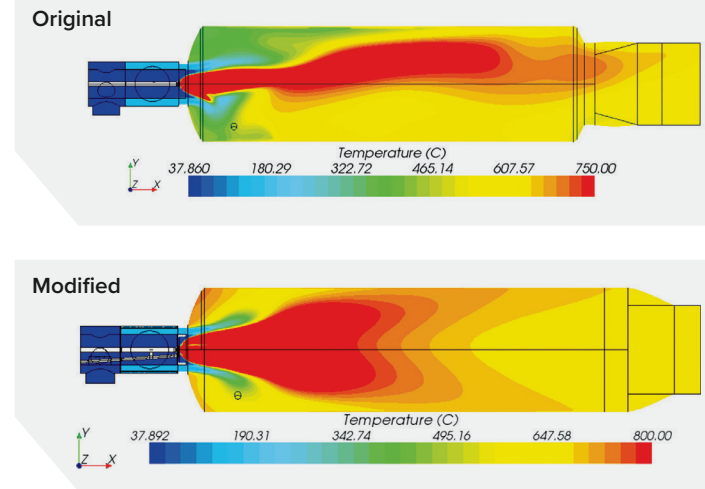 Original
Temperature (C)
37.860 180.29 322.72 465.14 607.57 750.00
Y
Z X
Modified
Temperature (C)
37.892 190.31 342.74 495.16 647.58 800.00
Y
Z X